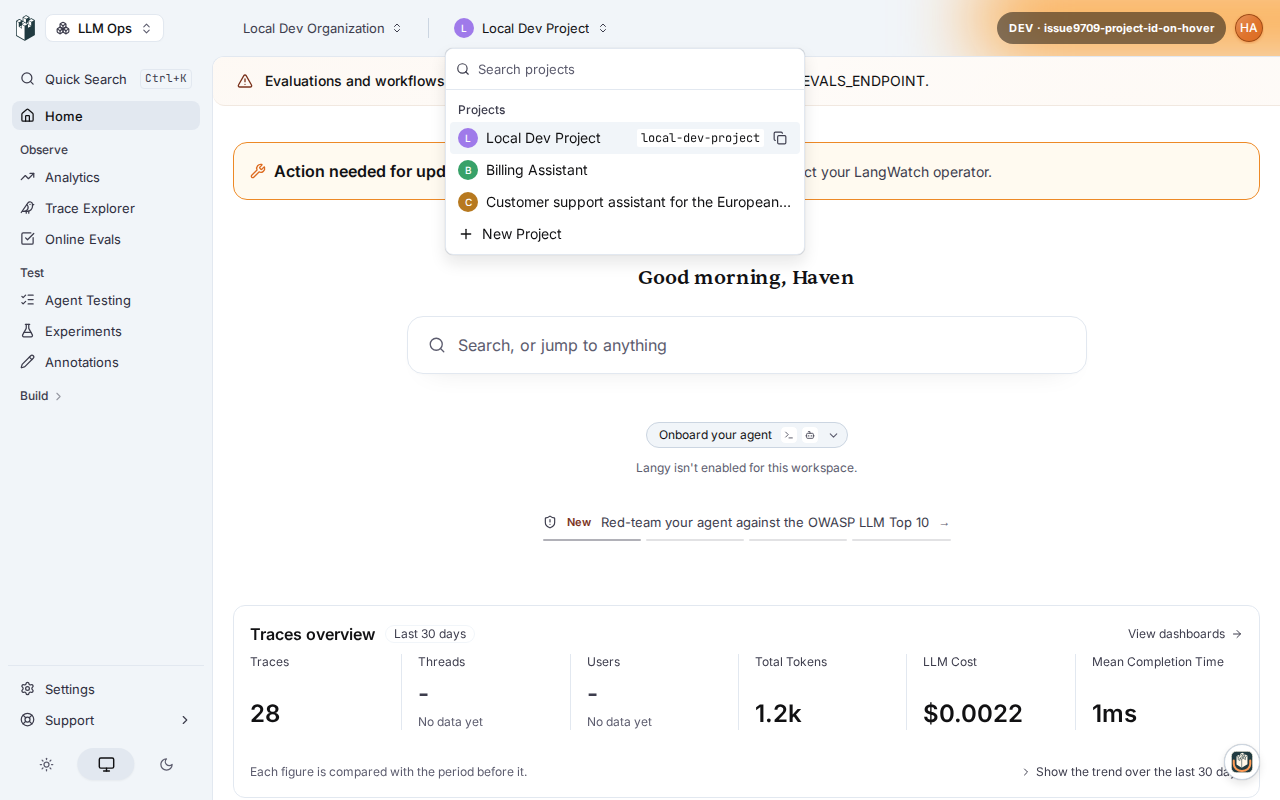 LLM Ops
Local Dev Organization
L Local Dev Project
DEV · issue9709-project-id-on-hover
HA
Quick Search Ctrl+K
Home
Observe
Analytics
Trace Explorer
Online Evals
Test
Agent Testing
Experiments
Annotations
Build
Settings
Support
Search projects
Projects
L Local Dev Project local-dev-project
B Billing Assistant
C Customer support assistant for the European...
New Project
Evaluations and workflows EVALS_ENDPOINT.
Action needed for upd ct your LangWatch operator.
Good morning, Haven
Search, or jump to anything
Onboard your agent
Langy isn't enabled for this workspace.
New Red-team your agent against the OWASP LLM Top 10 →
Traces overview Last 30 days View dashboards
Traces Threads Users Total Tokens LLM Cost Mean Completion Time
28 - - 1.2k $0.0022 1ms
No data yet No data yet
Each figure is compared with the period before it. Show the trend over the last 30